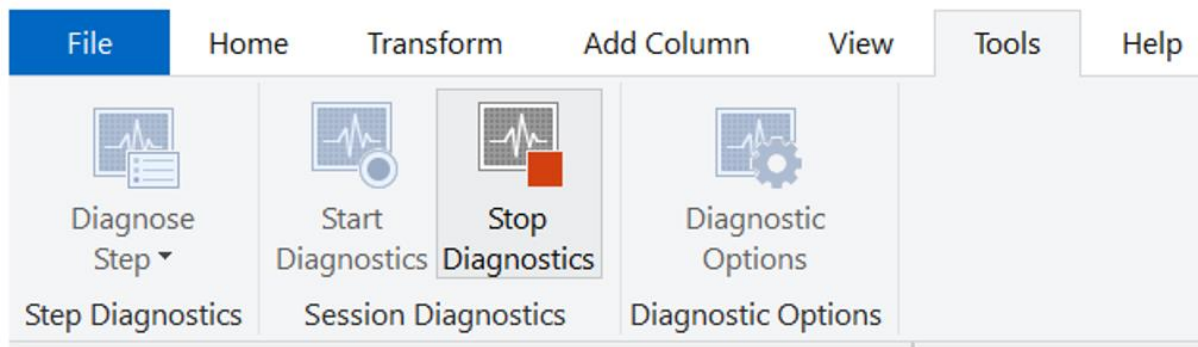 File Home Transform Add Column View Tools Help
Diagnose Start Stop Diagnostic
Step Diagnostics Diagnostics Options
Step Diagnostics Session Diagnostics Diagnostic Options